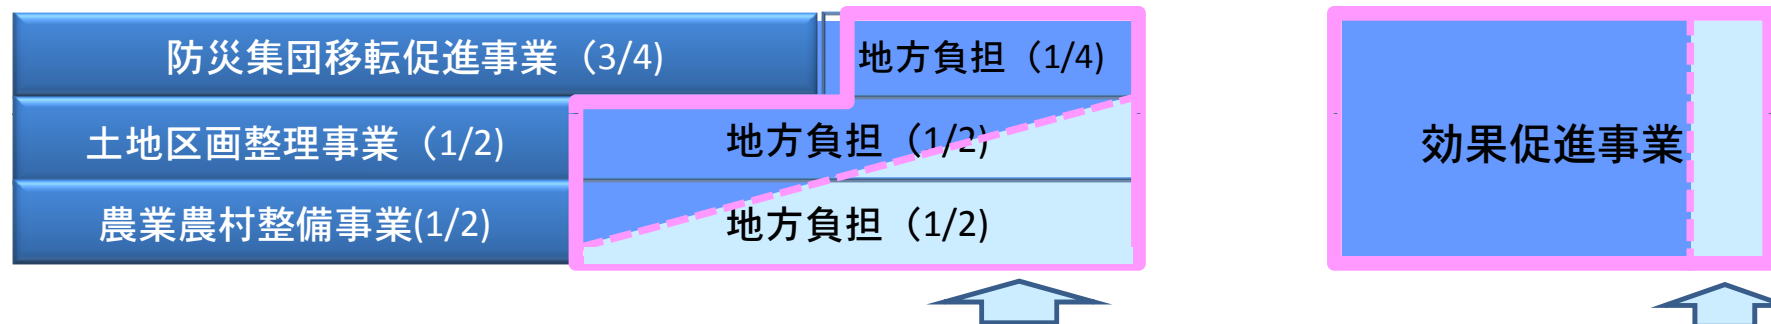 防災集団移転促進事業（3/4)
地方負担（1/4)
土地区画整理事業（1/2)
地方負担（1/2)
農業農村整備事業(1/2)
地方負担（1/2)
効果促進事業